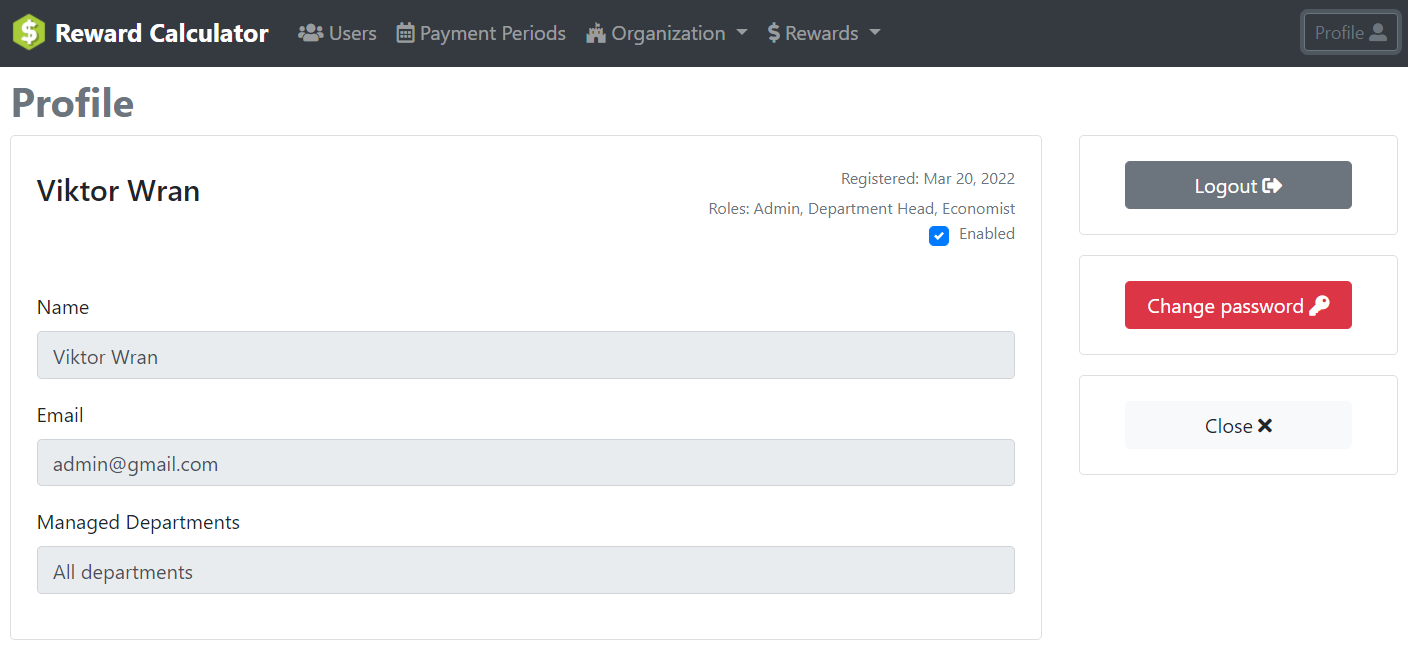 Reward Calculator Users Payment Periods Organization $ Rewards Profile
Profile
Viktor Wran
Registered: Mar 20, 2022
Roles: Admin, Department Head, Economist
Enabled
Name
Viktor Wran
Email
admin@gmail.com
Managed Departments
All departments
Logout
Change password
Close